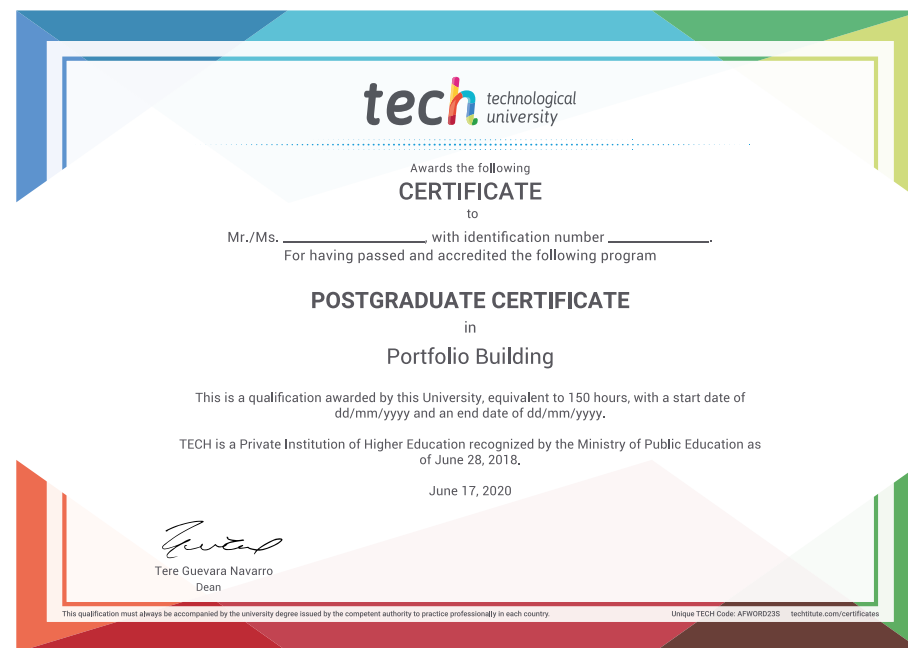 tech technological
university
Awards the following
CERTIFICATE
to
Mr./Ms. ____________________, with identification number ______________.
For having passed and accredited the following program
POSTGRADUATE CERTIFICATE
in
Portfolio Building
This is a qualification awarded by this University, equivalent to 150 hours, with a start date of
dd/mm/yyyy and an end date of dd/mm/yyyy.
TECH is a Private Institution of Higher Education recognized by the Ministry of Public Education as
of June 28, 2018.
June 17, 2020
Tere Guevara Navarro
Dean
This qualification must always be accompanied by the university degree issued by the competent authority to practice professionally in each country. Unique TECH Code: AFWORD23S techtitute.com/certificates